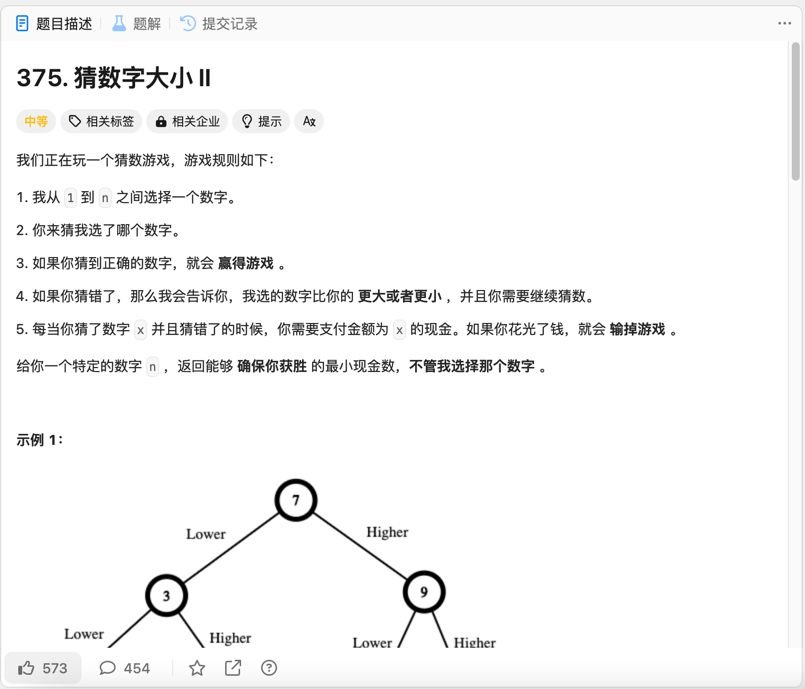 题目描述 题解 提交记录
375. 猜数字大小 II
中等 相关标签 相关企业 提示 Aз
我们正在玩一个猜数游戏，游戏规则如下：
1. 我从 1 到 n 之间选择一个数字。
2. 你来猜我选了哪个数字。
3. 如果你猜到正确的数字，就会 赢得游戏 。
4. 如果你猜错了，那么我会告诉你，我选的数字比你的 更大或者更小 ，并且你需要继续猜数。
5. 每当你猜了数字 x 并且猜错了的时候，你需要支付金额为 x 的现金。如果你花光了钱，就会 输掉游戏 。
给你一个特定的数字 n ，返回能够 确保你获胜 的最小现金数，不管我选择那个数字 。
示例 1：
7
Lower Higher
3 9
Lower Higher Lower Higher
573 454